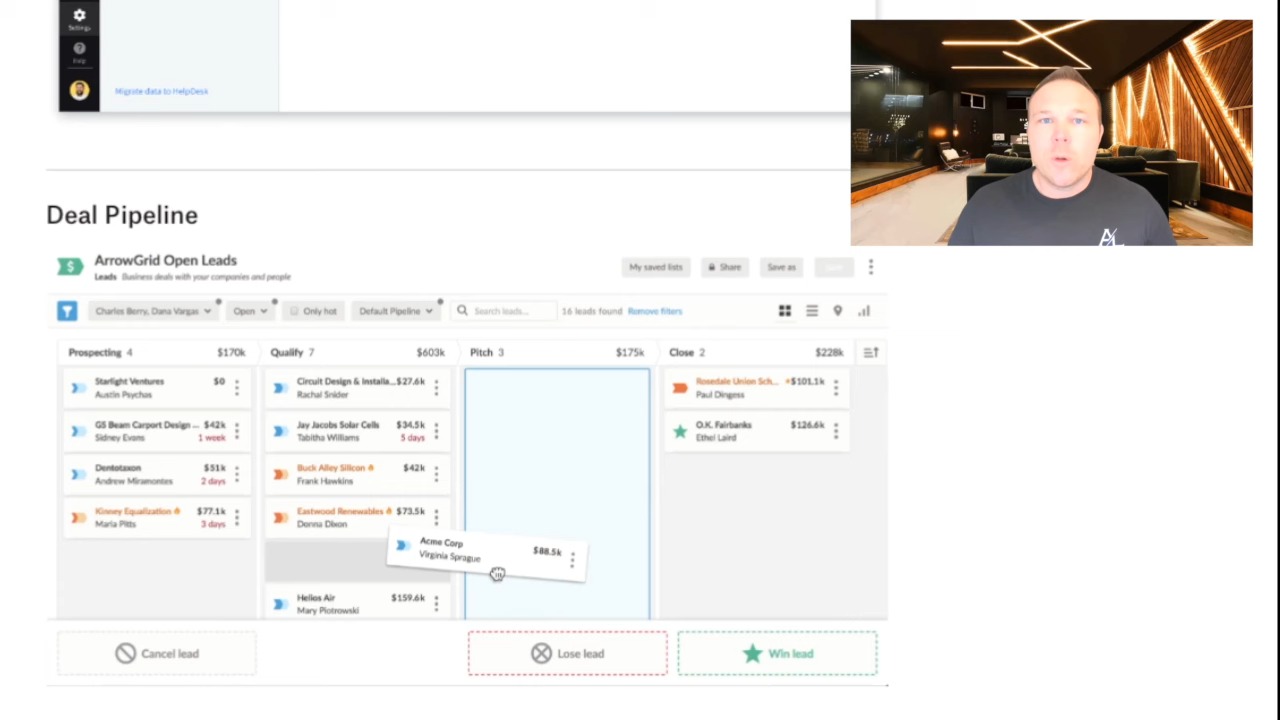 Settings
Help
Migrate data to HelpDesk
Deal Pipeline
ArrowGrid Open Leads
Leads Business deals with your companies and people
My saved lists
Share
Save as
Charles Berry, Dana Vargas
Open
Only hot
Default Pipeline
Search leads...
16 leads found
Remove filters
Prospecting 4 $170k
Starlight Ventures $0
Austin Psychas
GS Beam Carport Design ... $42k
Sidney Evans 1 week
Dentotaxon $51k
Andrew Miramontes 2 days
Kinney Equalization $77.1k
Maria Pitts 3 days
Qualify 7 $603k
Circuit Design & Installa... $27.6k
Rachal Snider
Jay Jacobs Solar Cells $34.5k
Tabitha Williams 5 days
Buck Alley Silicon $42k
Frank Hawkins
Eastwood Renewables $73.5k
Donna Dixon
Acme Corp $88.5k
Virginia Sprague
Helios Air $159.6k
Mary Piotrowski
Pitch 3 $175k
Close 2 $228k
Rosedale Union Sch... $101.1k
Paul Dingess
O.K. Fairbanks $126.6k
Ethel Laird
Cancel lead
Lose lead
Win lead